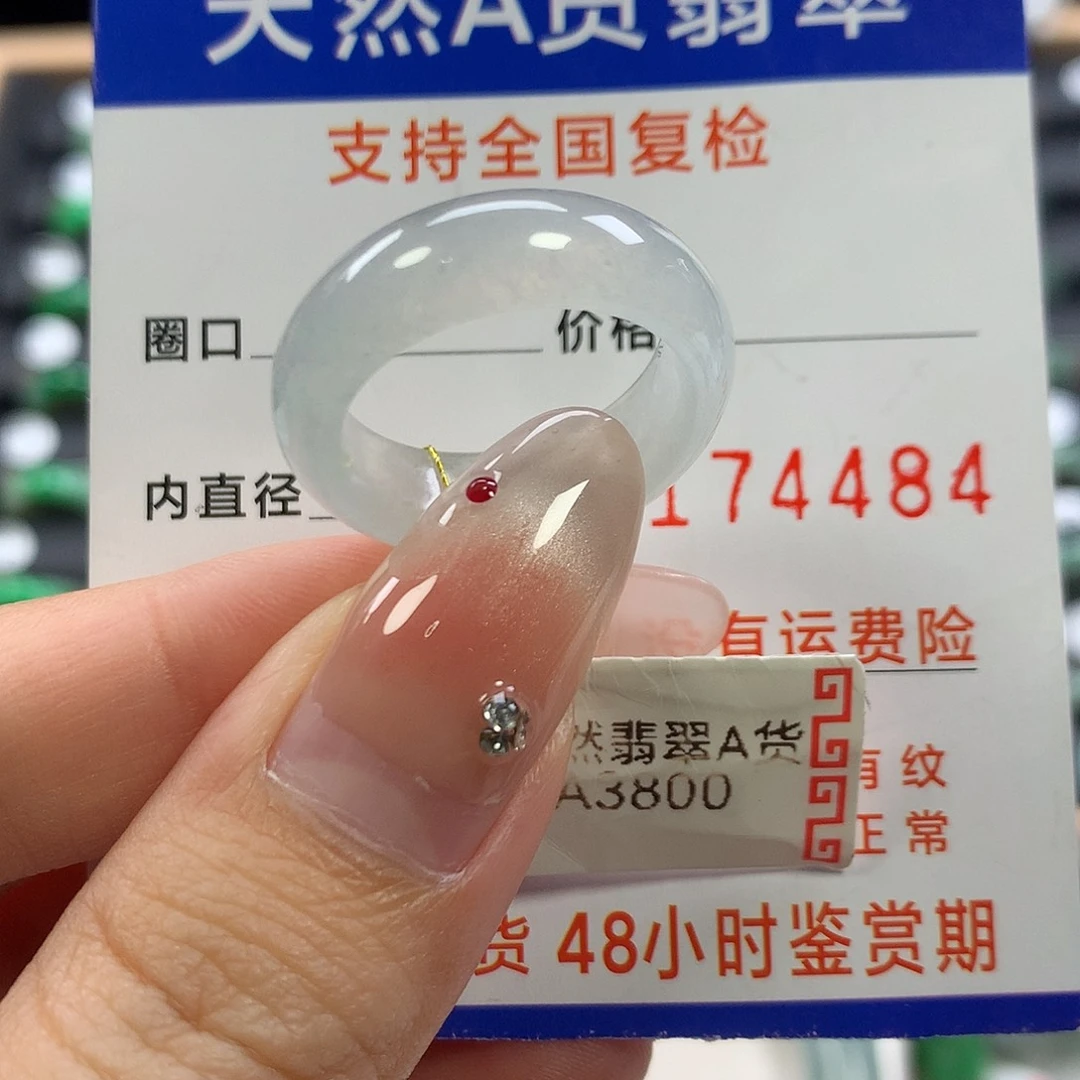 天然A货翡翠
支持全国复检
圈口 价格
内直径 174484
有运费险
然翡翠A货
A3800
有纹
正常
货 48小时鉴赏期